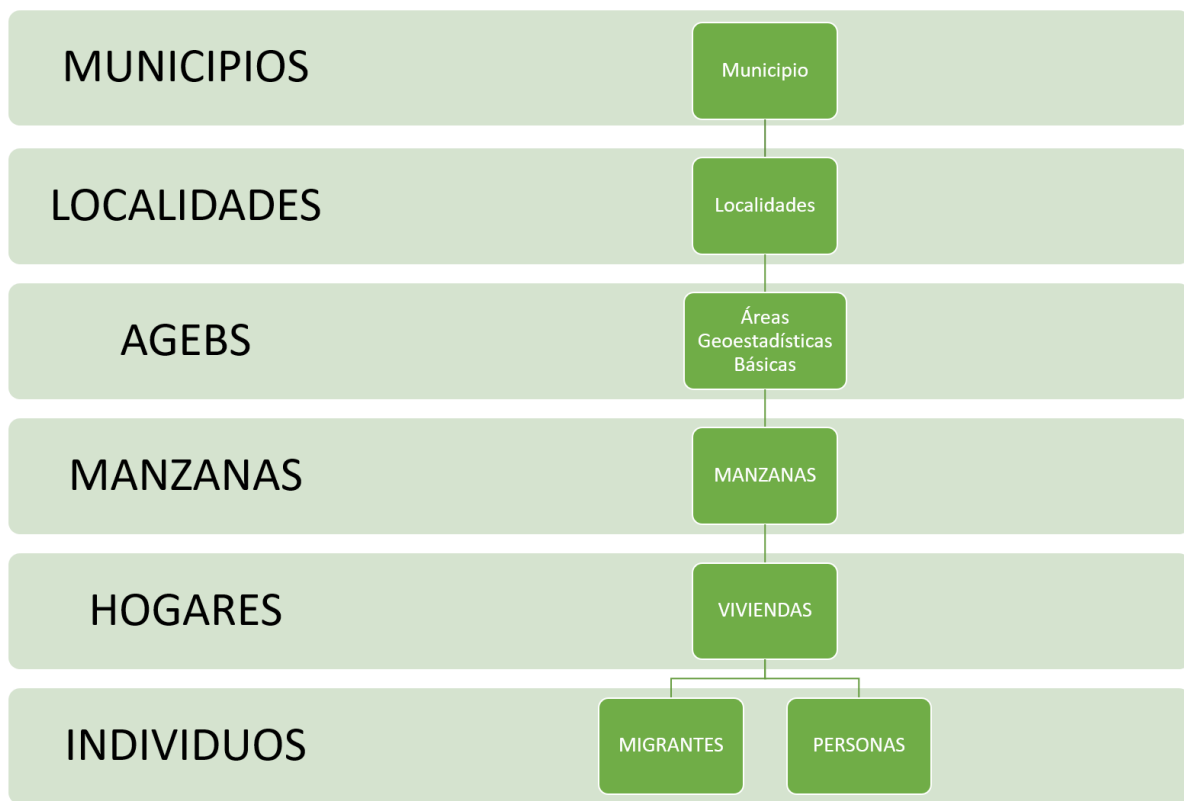 MUNICIPIOS
Municipio
LOCALIDADES
Localidades
AGEBS
Áreas
Geoestadísticas
Básicas
MANZANAS
MANZANAS
HOGARES
VIVIENDAS
INDIVIDUOS
MIGRANTES
PERSONAS